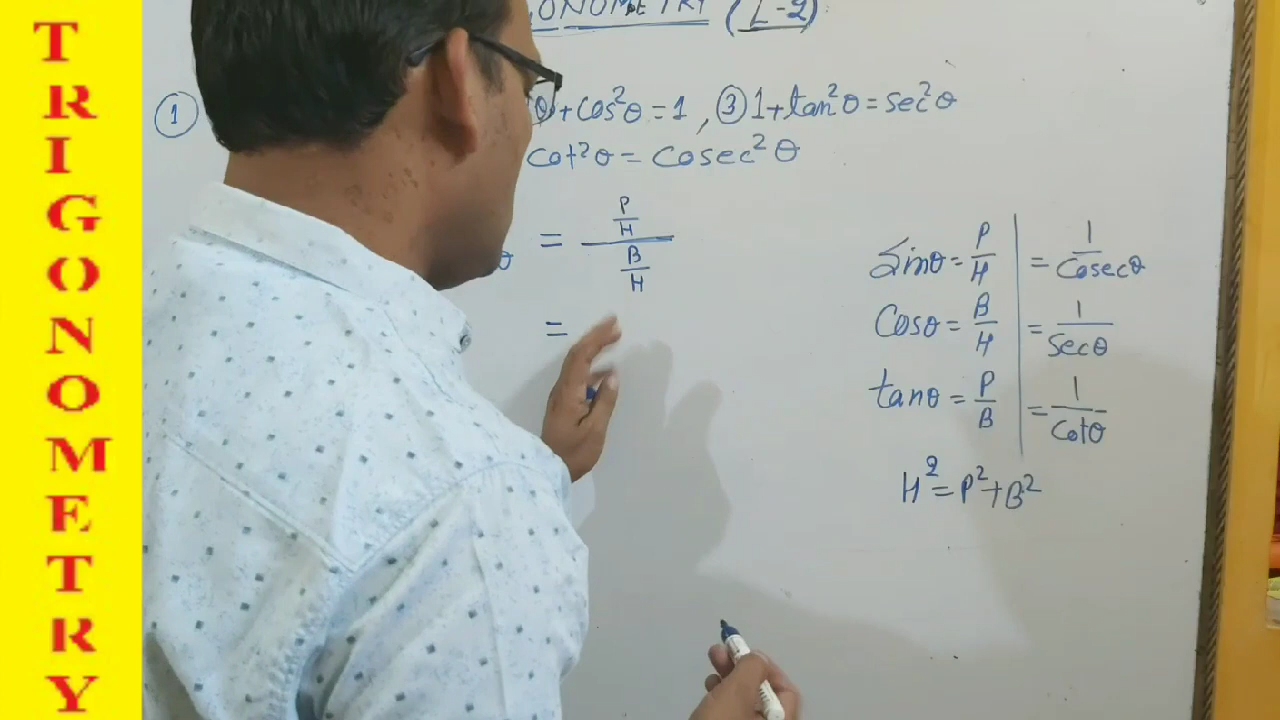 TRIGONOMETRY
ONOMETRY (L-2)
① θ+cos²θ=1, ③ 1+tan²θ=sec²θ
cot²θ = cosec²θ
θ = P/H / B/H
=
Sinθ = P/H = 1/Cosecθ
Cosθ = B/H = 1/Secθ
tanθ = P/B = 1/Cotθ
H² = P²+B²